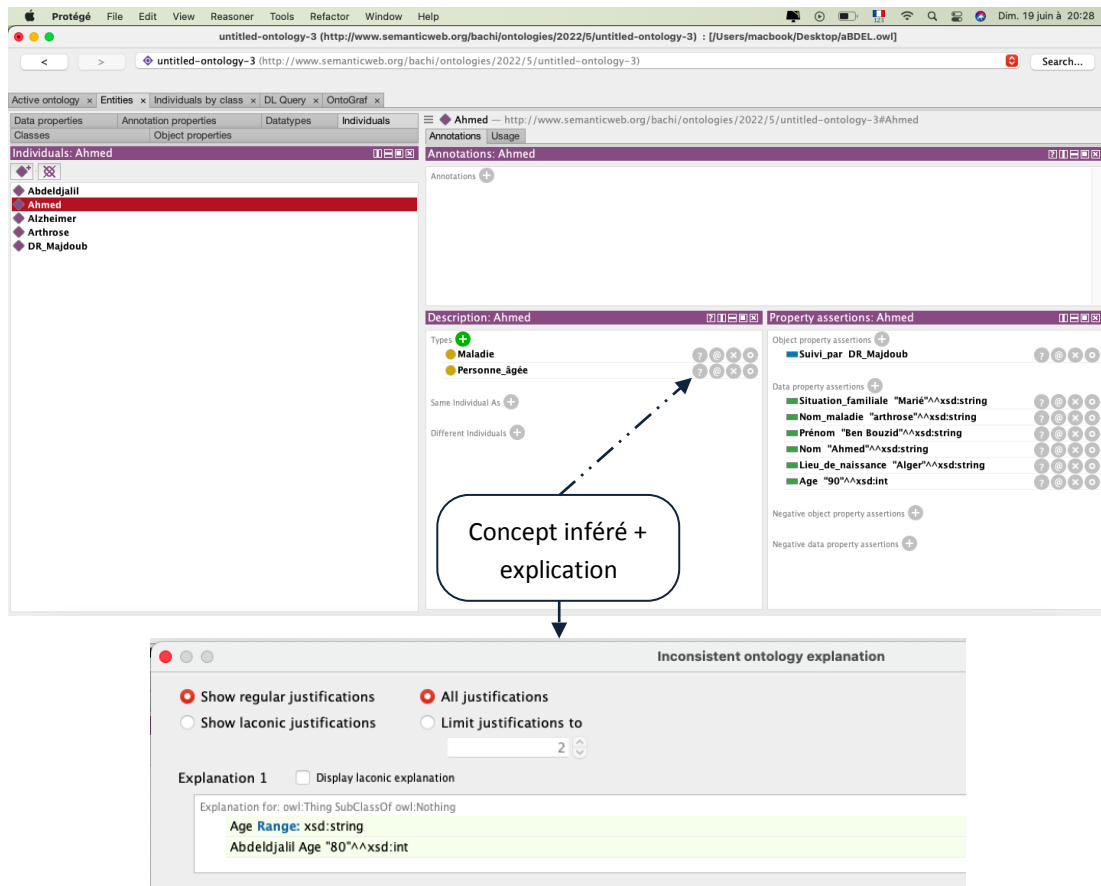 Protégé File Edit View Reasoner Tools Refactor Window Help 123 Dim. 19 juin à 20:28
untitled-ontology-3 (http://www.semanticweb.org/bachi/ontologies/2022/5/untitled-ontology-3) : [/Users/macbook/Desktop/aBDEL.owl]
< > untitled-ontology-3 (http://www.semanticweb.org/bachi/ontologies/2022/5/untitled-ontology-3) Search...
Active ontology × Entities × Individuals by class × DL Query × OntoGraf ×
Data properties Annotation properties Datatypes Individuals
Classes Object properties
Individuals: Ahmed
Abdeldjalil
Ahmed
Alzheimer
Arthrose
DR_Majdoub
Ahmed — http://www.semanticweb.org/bachi/ontologies/2022/5/untitled-ontology-3#Ahmed
Annotations Usage
Annotations: Ahmed
Annotations
Description: Ahmed
Types
Maladie
Personne_âgée
Same Individual As
Different Individuals
Property assertions: Ahmed
Object property assertions
Suivi_par DR_Majdoub
Data property assertions
Situation_familiale "Marié"^^xsd:string
Nom_maladie "arthrose"^^xsd:string
Prénom "Ben Bouzid"^^xsd:string
Nom "Ahmed"^^xsd:string
Lieu_de_naissance "Alger"^^xsd:string
Age "90"^^xsd:int
Negative object property assertions
Negative data property assertions
Concept inféré +
explication
Inconsistent ontology explanation
Show regular justifications All justifications
Show laconic justifications Limit justifications to
2
Explanation 1 Display laconic explanation
Explanation for: owl:Thing SubClassOf owl:Nothing
Age Range: xsd:string
Abdeldjalil Age "80"^^xsd:int